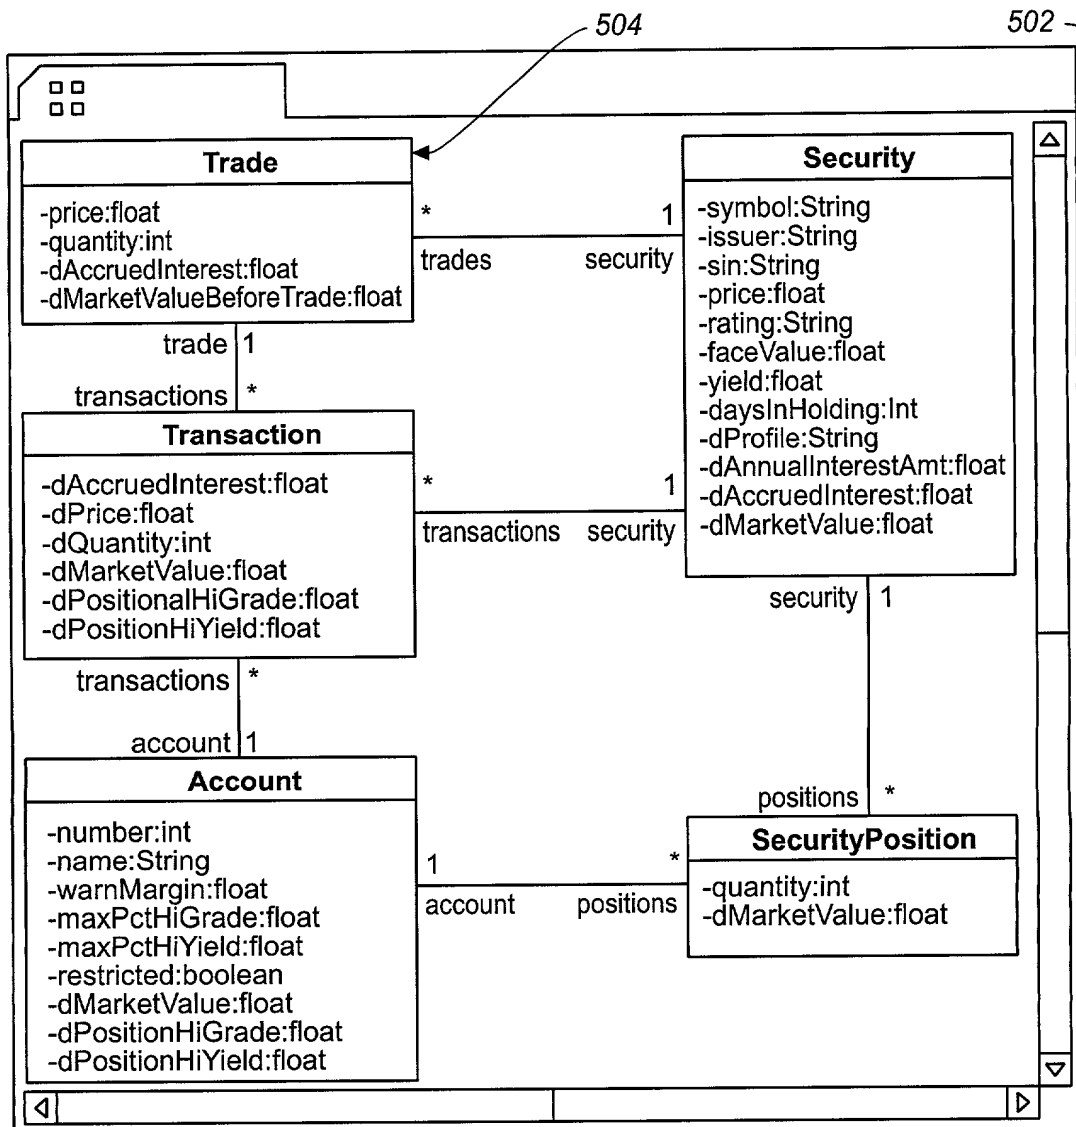 504
502
Trade
-price:float
-quantity:int
-dAccruedInterest:float
-dMarketValueBeforeTrade:float
* 1
trades security
Security
-symbol:String
-issuer:String
-sin:String
-price:float
-rating:String
-faceValue:float
-yield:float
-daysInHolding:Int
-dProfile:String
-dAnnualInterestAmt:float
-dAccruedInterest:float
-dMarketValue:float
trade 1
transactions *
Transaction
-dAccruedInterest:float
-dPrice:float
-dQuantity:int
-dMarketValue:float
-dPositionalHiGrade:float
-dPositionHiYield:float
* 1
transactions security
security 1
transactions *
account 1
positions *
Account
-number:int
-name:String
-warnMargin:float
-maxPctHiGrade:float
-maxPctHiYield:float
-restricted:boolean
-dMarketValue:float
-dPositionHiGrade:float
-dPositionHiYield:float
1 *
account positions
SecurityPosition
-quantity:int
-dMarketValue:float